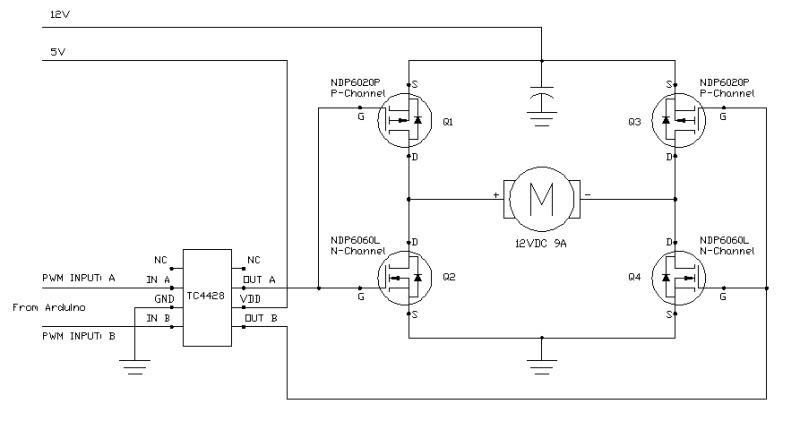 12V
5V
NDP6020P
P-Channel
S
G
Q1
D
NDP6020P
P-Channel
S
G
Q3
D
+
M
-
12VDC 9A
NDP6060L
N-Channel
D
G
Q2
S
NDP6060L
N-Channel
D
G
Q4
S
NC
NC
PWM INPUT: A
IN A
OUT A
TC4428
GND
VDD
From Arduino
IN B
OUT B
PWM INPUT: B